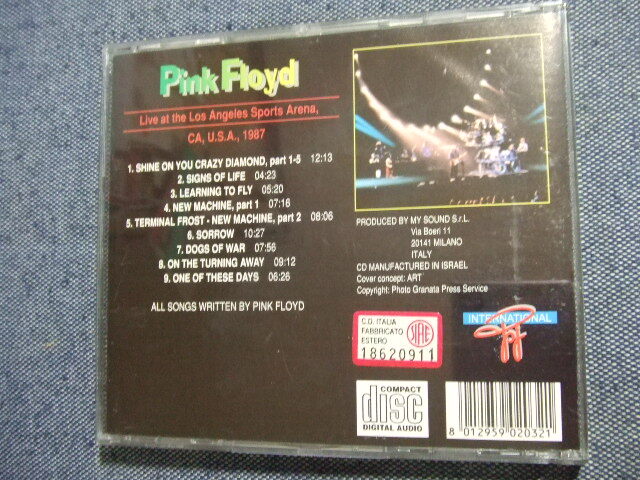 Pink Floyd
Live at the Los Angeles Sports Arena,
CA, U.S.A., 1987
1. SHINE ON YOU CRAZY DIAMOND, part 1-5 12:13
2. SIGNS OF LIFE 04:23
3. LEARNING TO FLY 05:20
4. NEW MACHINE, part 1 07:16
5. TERMINAL FROST - NEW MACHINE, part 2 08:06
6. SORROW 10:27
7. DOGS OF WAR 07:56
8. ON THE TURNING AWAY 09:12
9. ONE OF THESE DAYS 06:26
ALL SONGS WRITTEN BY PINK FLOYD
PRODUCED BY MY SOUND S.r.L.
Via Boeri 11
20141 MILANO
ITALY
CD MANUFACTURED IN ISRAEL
Cover concept: ART
Copyright: Photo Granata Press Service
C.D. ITALIA
FABBRICATO
ESTERO
SIAE
18620911
INTERNATIONAL
COMPACT
disc
DIGITAL AUDIO
8 012959 020321